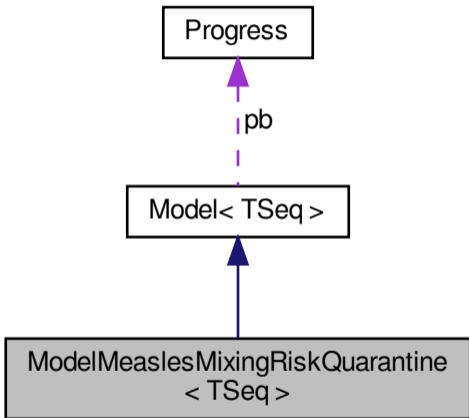 Progress
pb
Model< TSeq >
ModelMeaslesMixingRiskQuarantine
< TSeq >